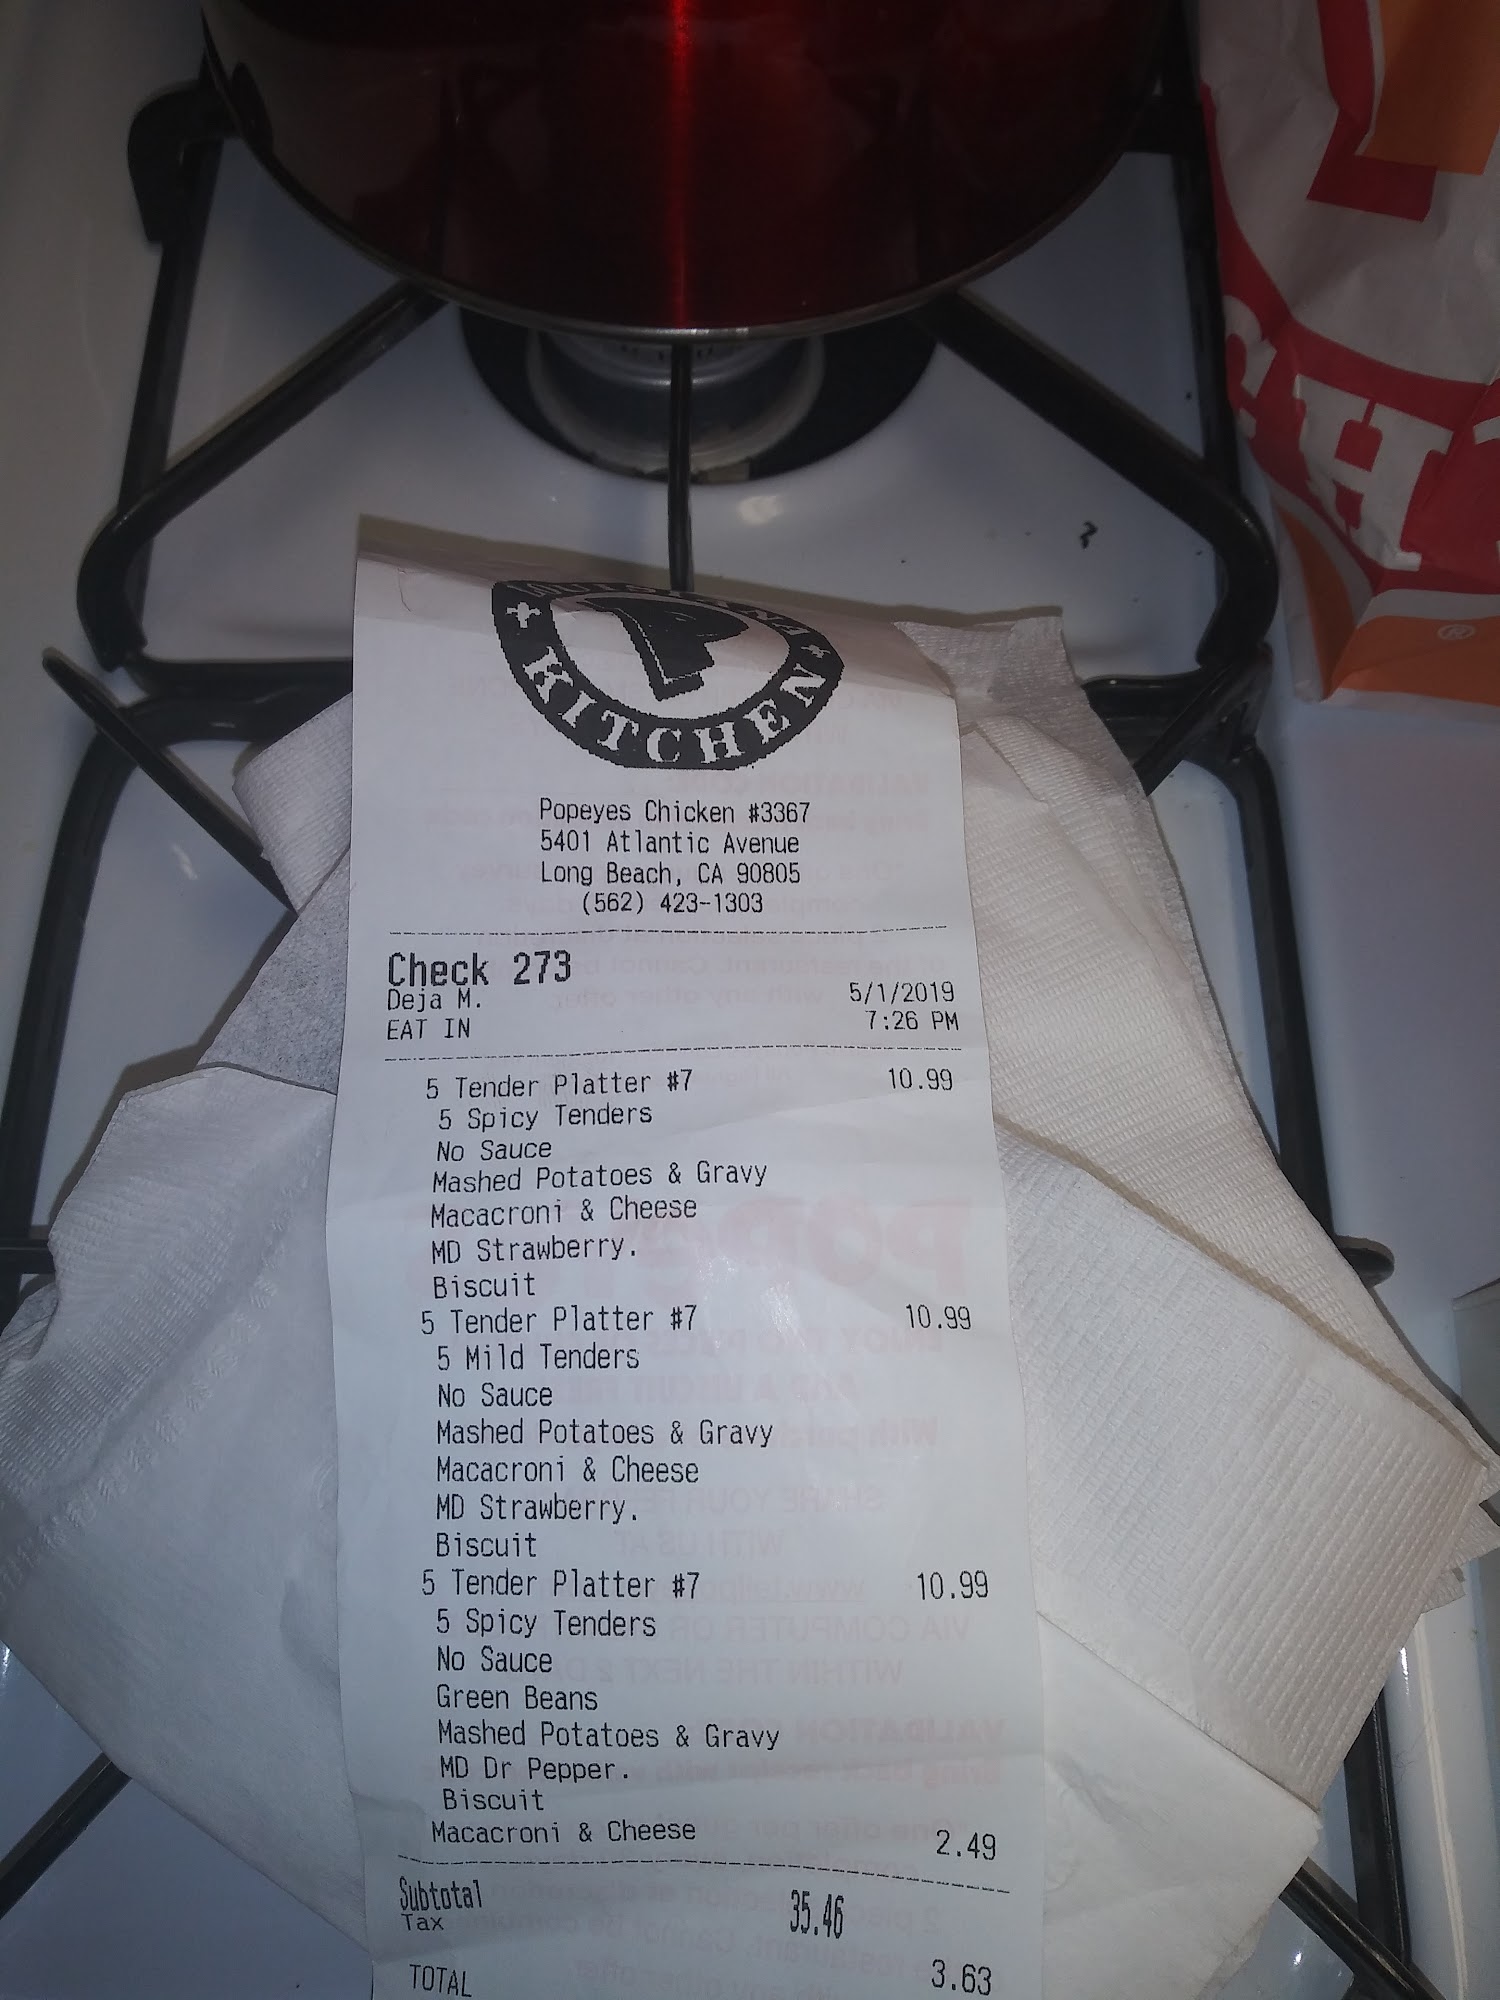 LOUISIANA
KITCHEN
Popeyes Chicken #3367
5401 Atlantic Avenue
Long Beach, CA 90805
(562) 423-1303
Check 273
Deja M. 5/1/2019
EAT IN 7:26 PM
5 Tender Platter #7 10.99
5 Spicy Tenders
No Sauce
Mashed Potatoes & Gravy
Macacroni & Cheese
MD Strawberry.
Biscuit
5 Tender Platter #7 10.99
5 Mild Tenders
No Sauce
Mashed Potatoes & Gravy
Macacroni & Cheese
MD Strawberry.
Biscuit
5 Tender Platter #7 10.99
5 Spicy Tenders
No Sauce
Green Beans
Mashed Potatoes & Gravy
MD Dr Pepper.
Biscuit
Macacroni & Cheese 2.49
Subtotal 35.46
Tax 3.63
TOTAL
CH
®